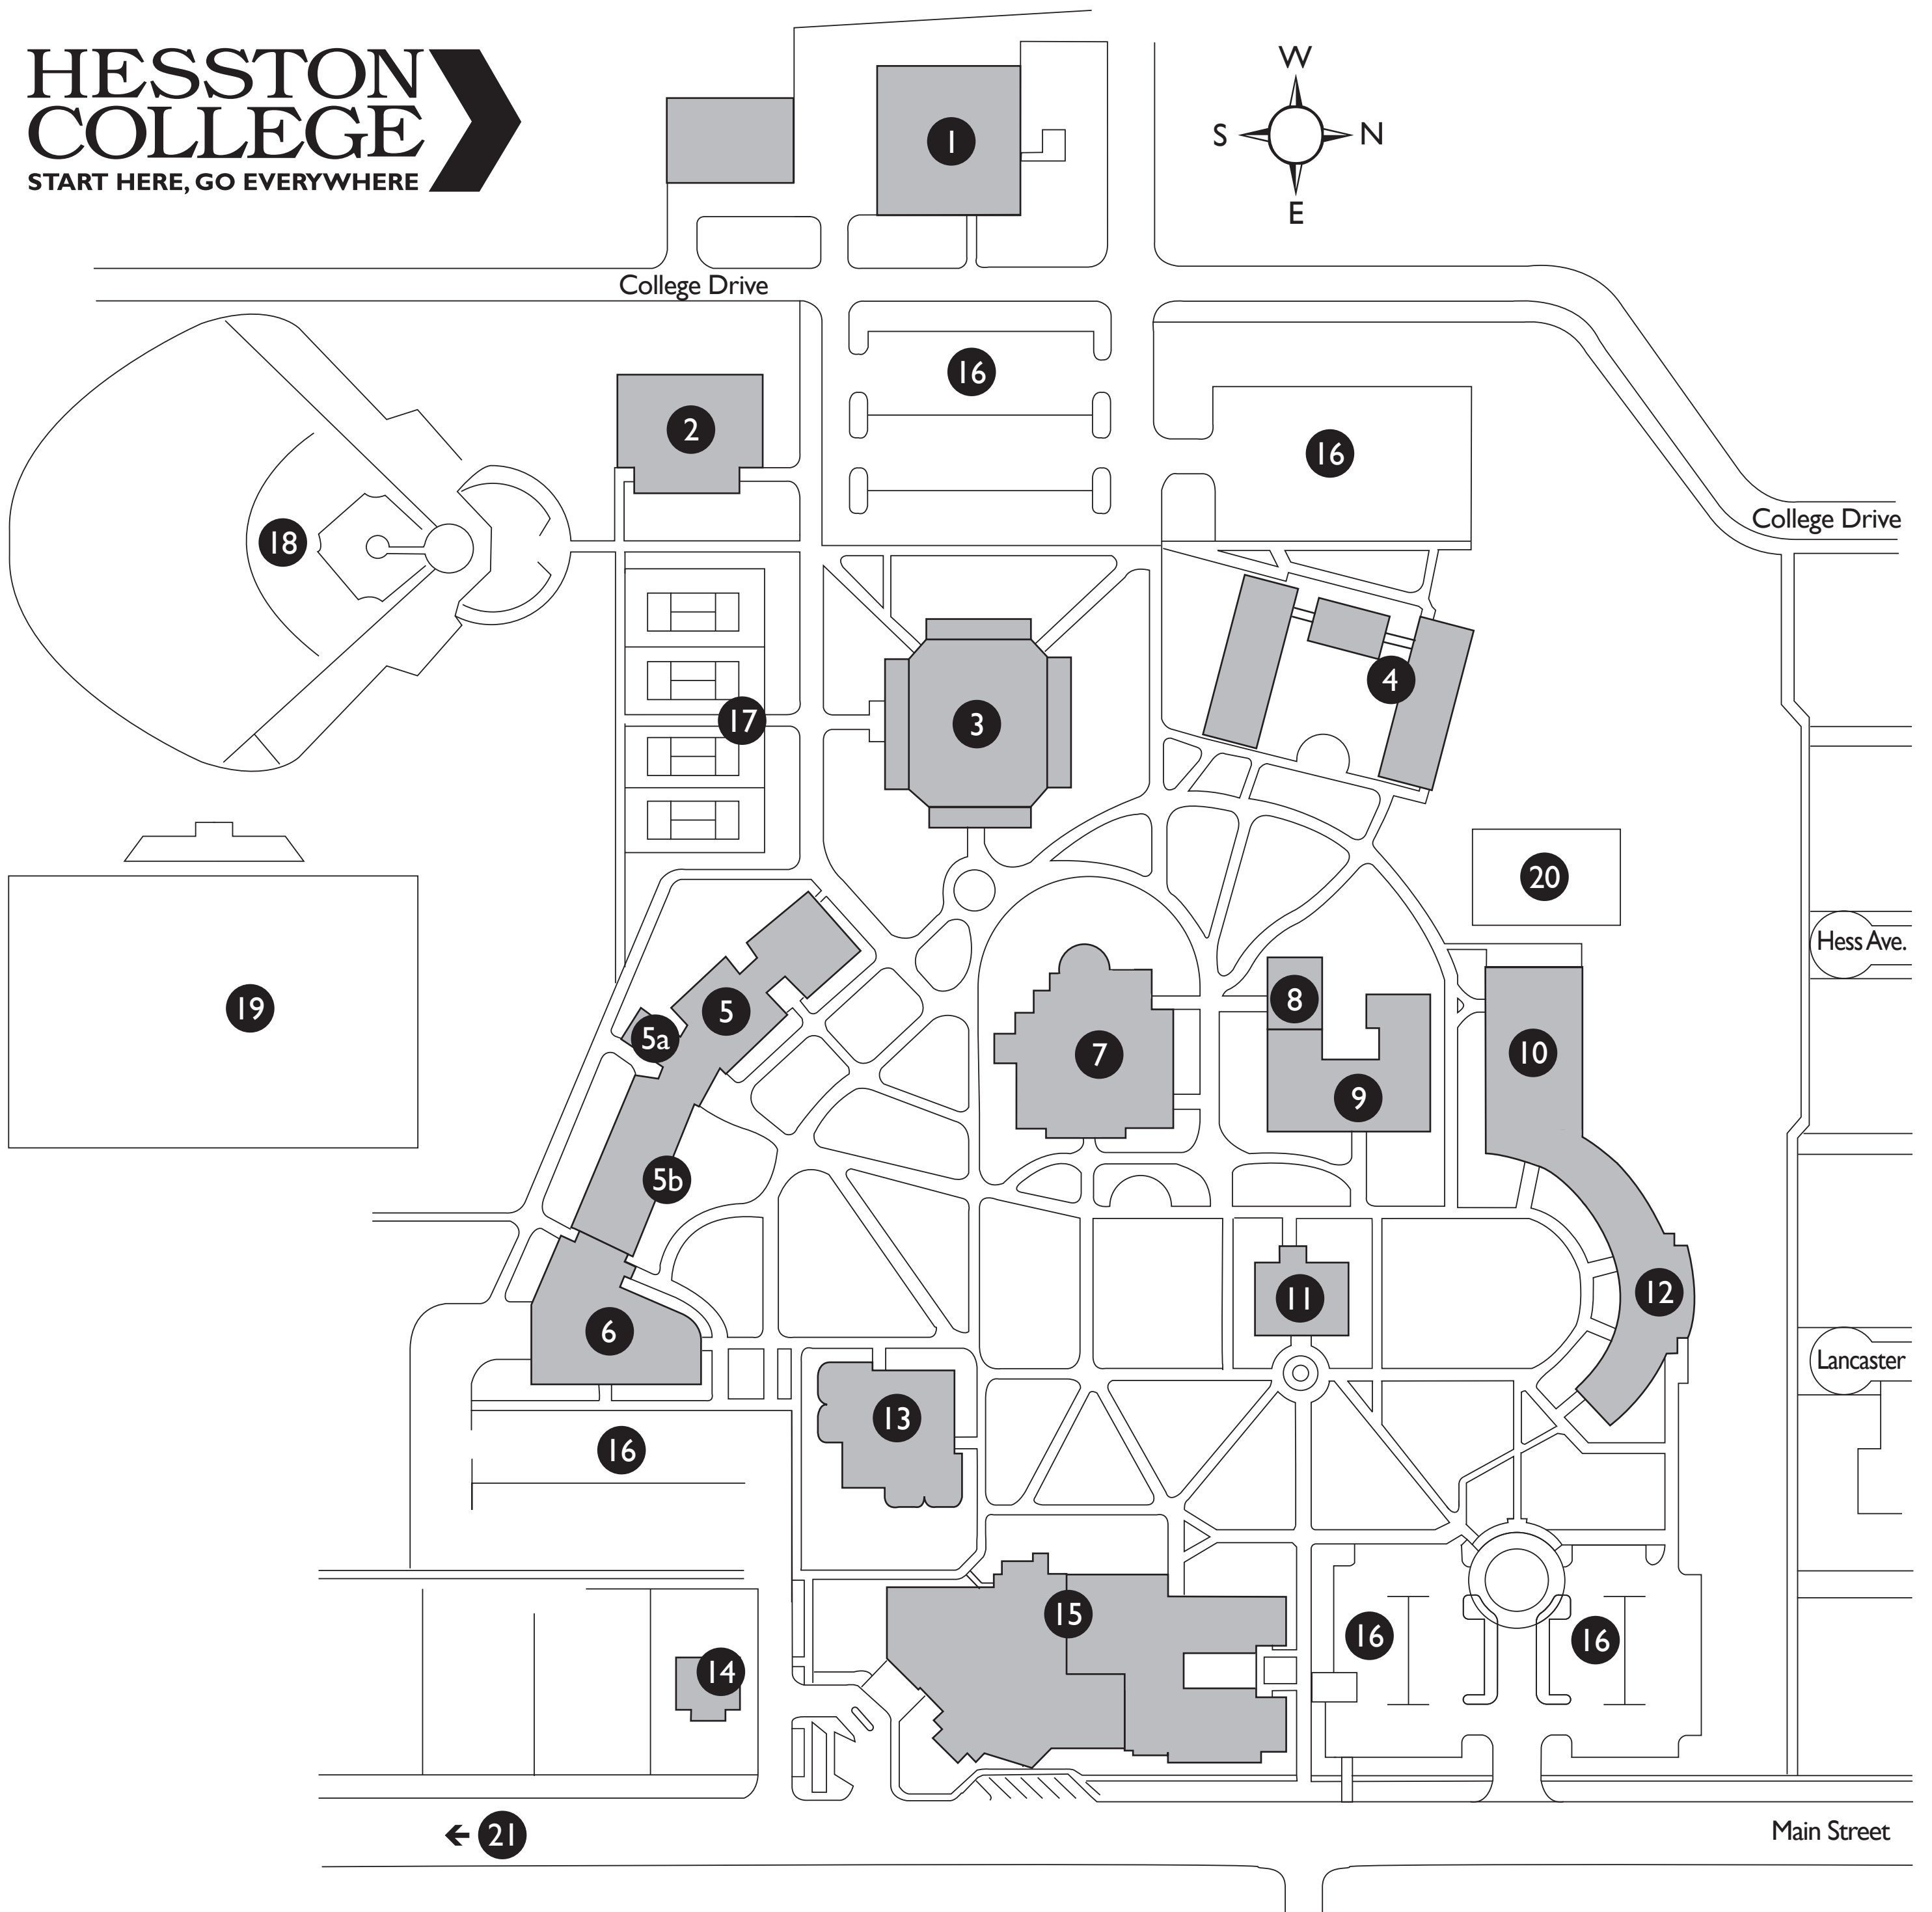 HESSTON
COLLEGE
START HERE, GO EVERYWHERE
W
S N
E
1
College Drive
16
2
16
College Drive
18
4
17
3
20
Hess Ave.
19
5
8
5a
10
7
9
5b
12
11
6
Lancaster
13
16
15
16
16
14
21
Main Street